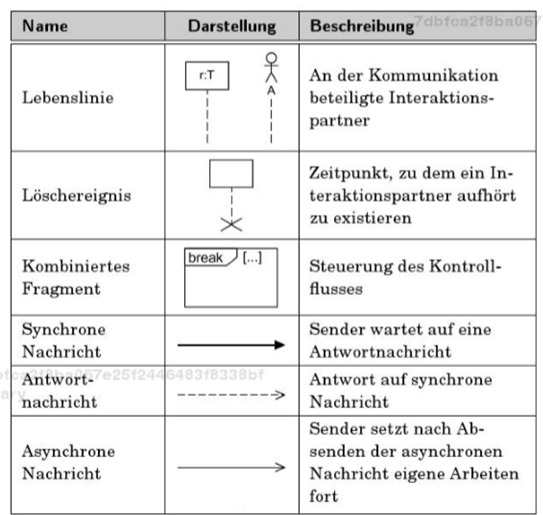 Name Darstellung Beschreibung
7dbfca2f8ba067
Lebenslinie
r:T
A
An der Kommunikation
beteiligte Interaktions-
partner
Löschereignis
Zeitpunkt, zu dem ein In-
teraktionspartner aufhört
zu existieren
Kombiniertes
Fragment
break [...]
Steuerung des Kontroll-
flusses
Synchrone
Nachricht
Sender wartet auf eine
Antwortnachricht
Antwort-
nachricht
Antwort auf synchrone
Nachricht
Asynchrone
Nachricht
Sender setzt nach Ab-
senden der asynchronen
Nachricht eigene Arbeiten
fort